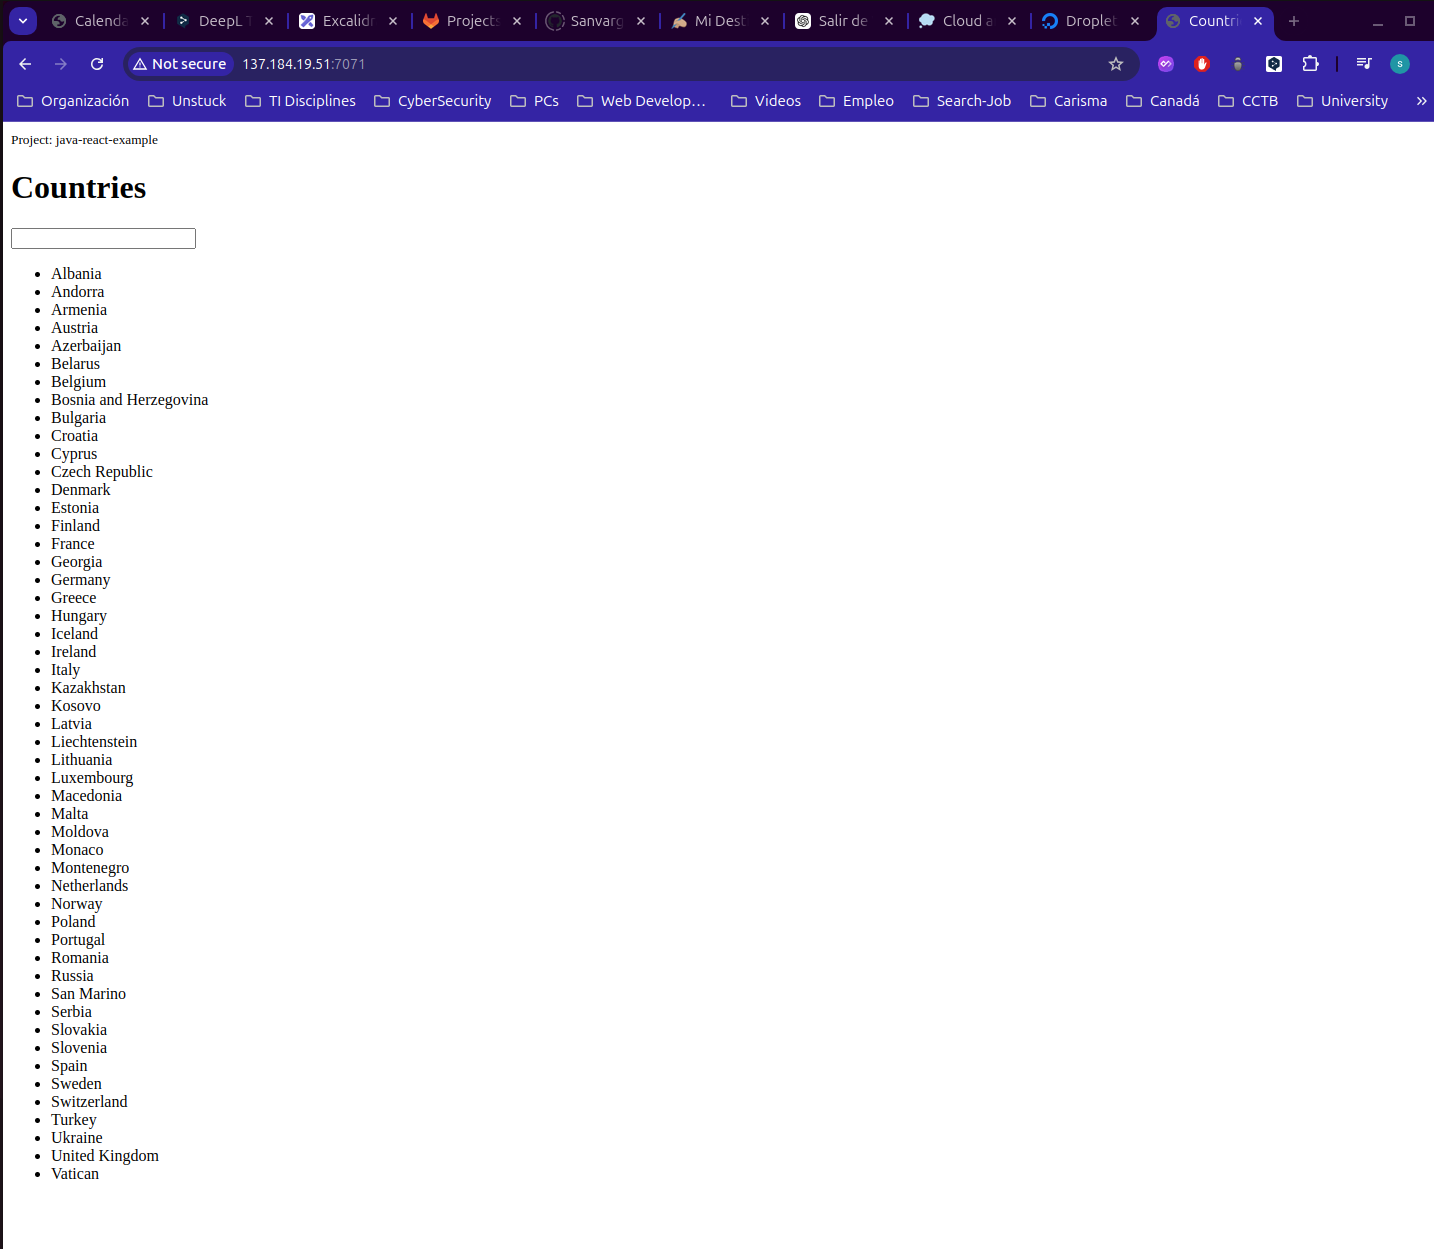 Calenda
DeepL T
Excalidr
Projects
Sanvarg
Mi Dest
Salir de
Cloud a
Droplet
Countri
Not secure
137.184.19.51:7071
S
Organización
Unstuck
TI Disciplines
CyberSecurity
PCs
Web Develop…
Videos
Empleo
Search-Job
Carisma
Canadá
CCTB
University
Project: java-react-example
Countries
Albania
Andorra
Armenia
Austria
Azerbaijan
Belarus
Belgium
Bosnia and Herzegovina
Bulgaria
Croatia
Cyprus
Czech Republic
Denmark
Estonia
Finland
France
Georgia
Germany
Greece
Hungary
Iceland
Ireland
Italy
Kazakhstan
Kosovo
Latvia
Liechtenstein
Lithuania
Luxembourg
Macedonia
Malta
Moldova
Monaco
Montenegro
Netherlands
Norway
Poland
Portugal
Romania
Russia
San Marino
Serbia
Slovakia
Slovenia
Spain
Sweden
Switzerland
Turkey
Ukraine
United Kingdom
Vatican